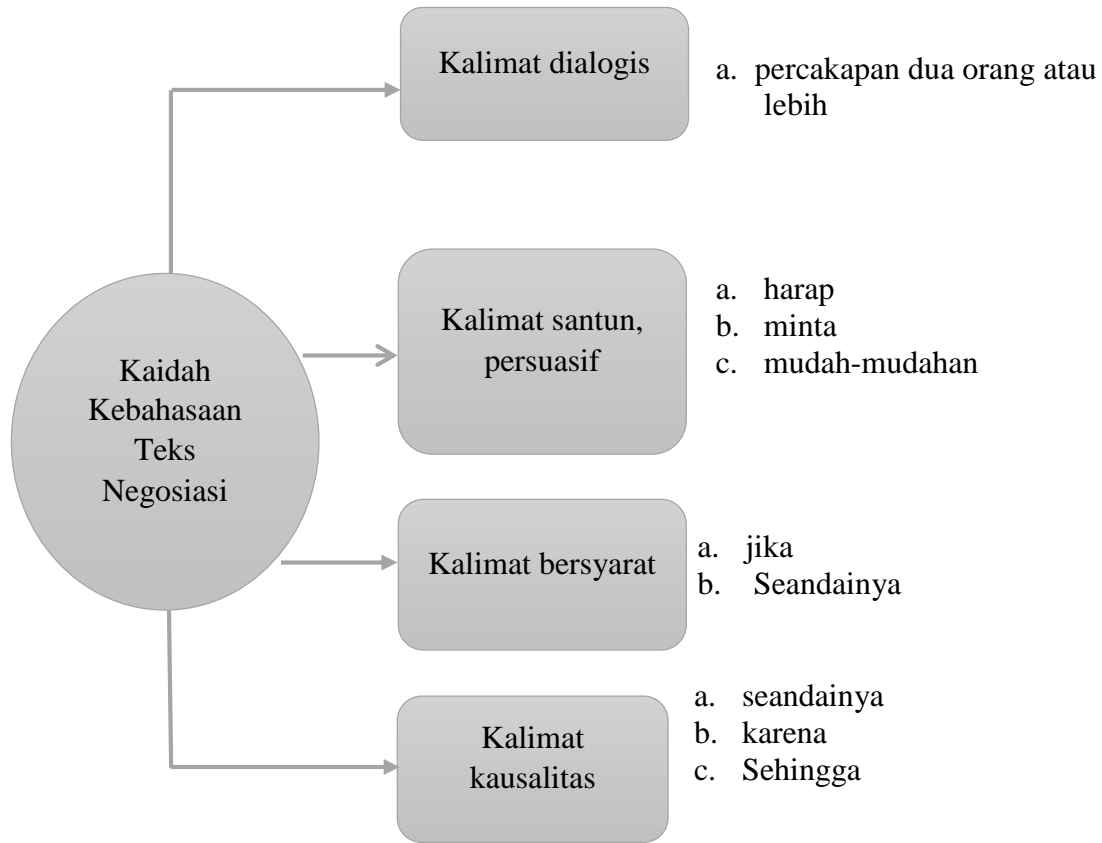 Kalimat dialogis
a. percakapan dua orang atau
lebih
Kaidah
Kebahasaan
Teks
Negosiasi
Kalimat santun,
persuasif
a. harap
b. minta
c. mudah-mudahan
Kalimat bersyarat
a. jika
b. Seandainya
Kalimat
kausalitas
a. seandainya
b. karena
c. Sehingga